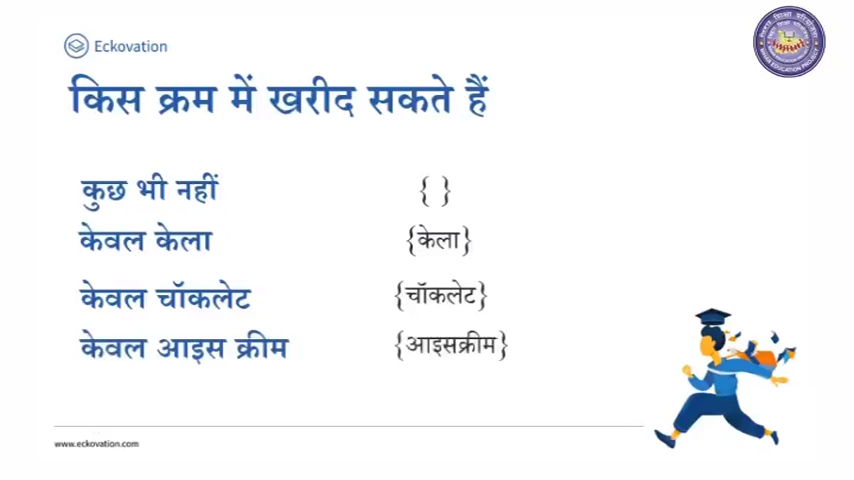 Eckovation
किस क्रम में खरीद सकते हैं
कुछ भी नहीं { }
केवल केला {केला}
केवल चॉकलेट {चॉकलेट}
केवल आइस क्रीम {आइसक्रीम}
www.eckovation.com